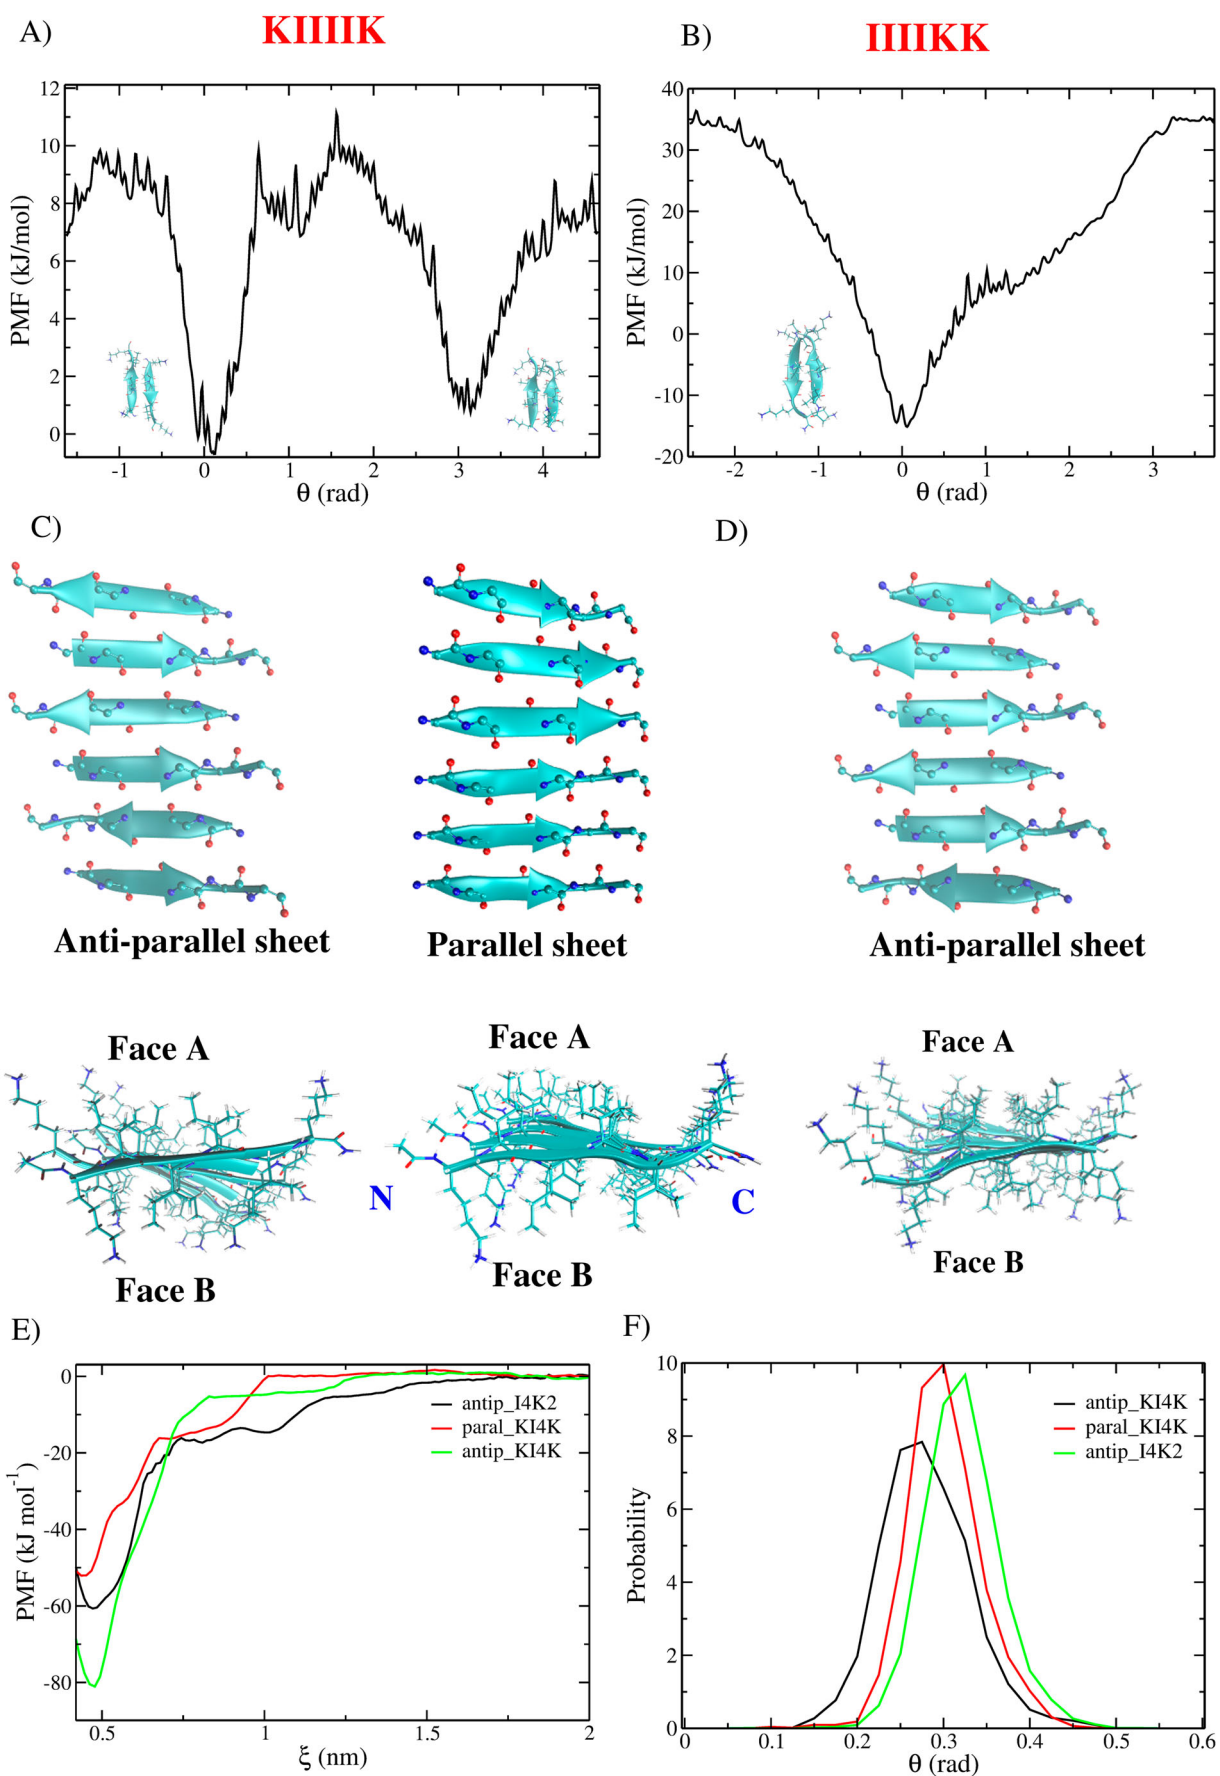 A)
KIIIIK
B)
IIIIKK
12
10
8
6
4
2
0
PMF (kJ/mol)
-1
0
1
2
3
4
θ (rad)
40
30
20
10
0
-10
-20
PMF (kJ/mol)
-2
-1
0
1
2
3
θ (rad)
C)
D)
Anti-parallel sheet
Parallel sheet
Anti-parallel sheet
Face A
Face A
Face A
N
C
Face B
Face B
Face B
E)
F)
0
-20
-40
-60
-80
PMF (kJ mol⁻¹)
antip_I4K2
paral_KI4K
antip_KI4K
0.5
1
1.5
2
ξ (nm)
10
8
6
4
2
0
Probability
antip_KI4K
paral_KI4K
antip_I4K2
0
0.1
0.2
0.3
0.4
0.5
0.6
θ (rad)